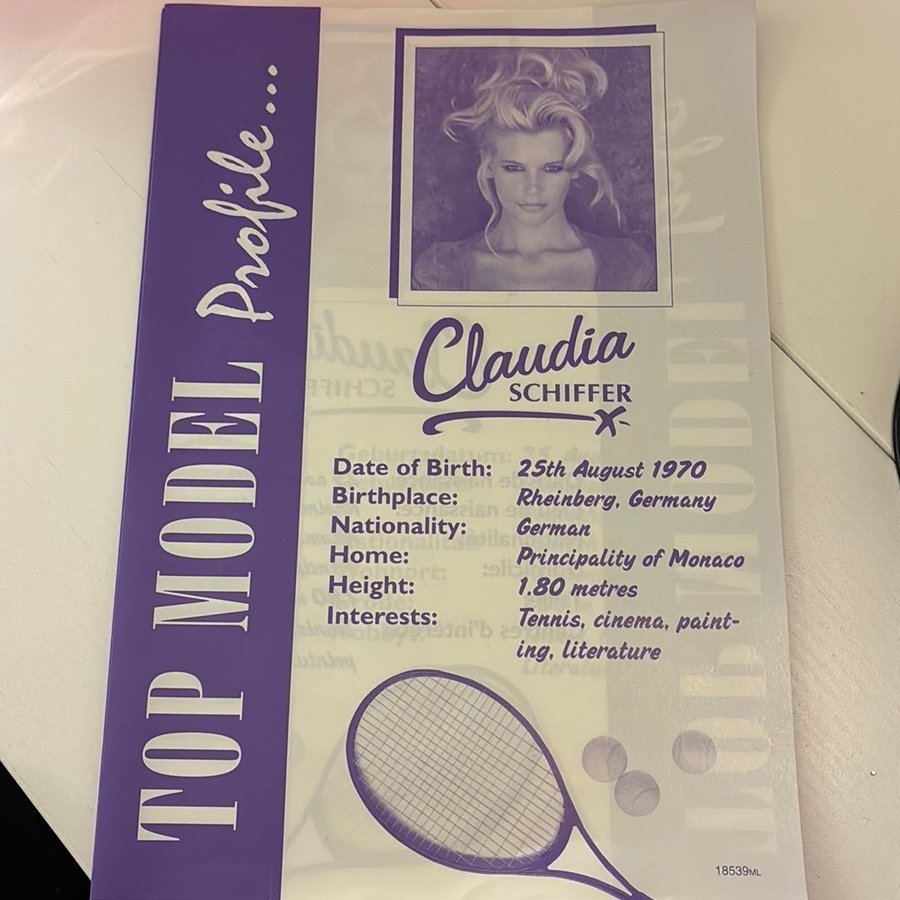 TOP MODEL Profile...
Claudia
SCHIFFER
Date of Birth: 25th August 1970
Birthplace: Rheinberg, Germany
Nationality: German
Home: Principality of Monaco
Height: 1.80 metres
Interests: Tennis, cinema, paint-
ing, literature
18539ML